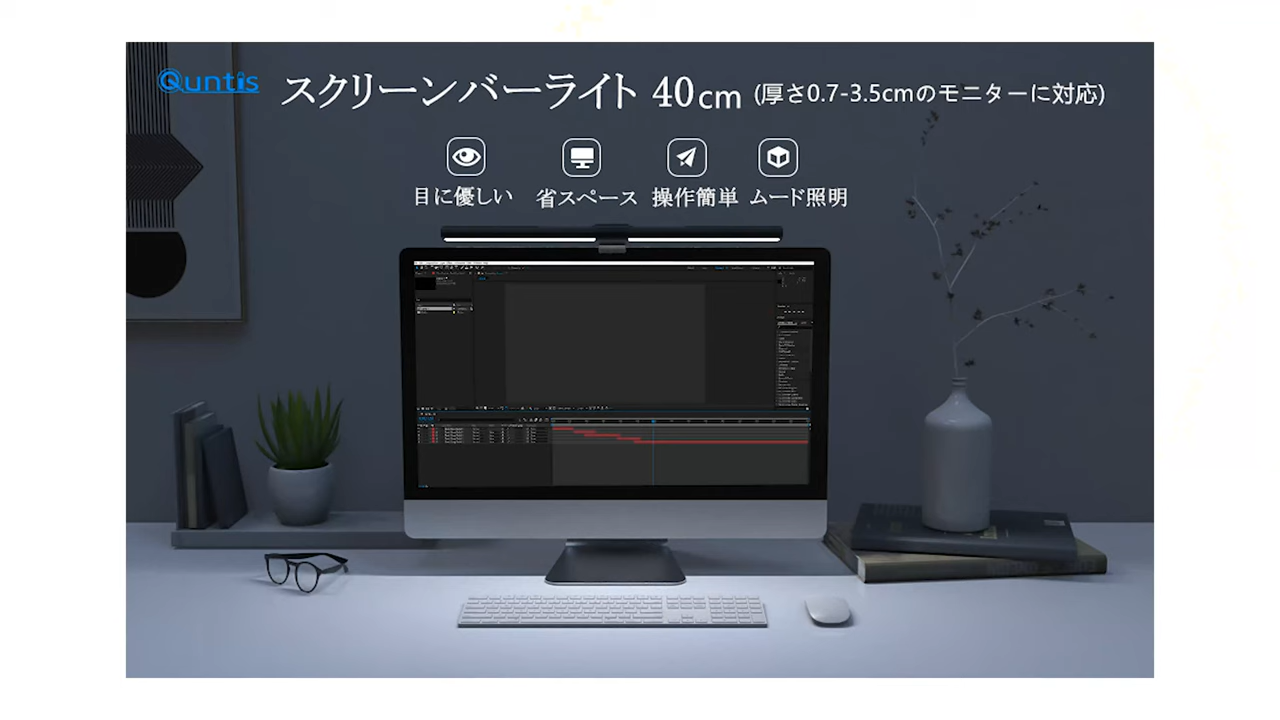 Quntis
スクリーンバーライト 40cm (厚さ0.7-3.5cmのモニターに対応)
目に優しい 省スペース 操作簡単 ムード照明